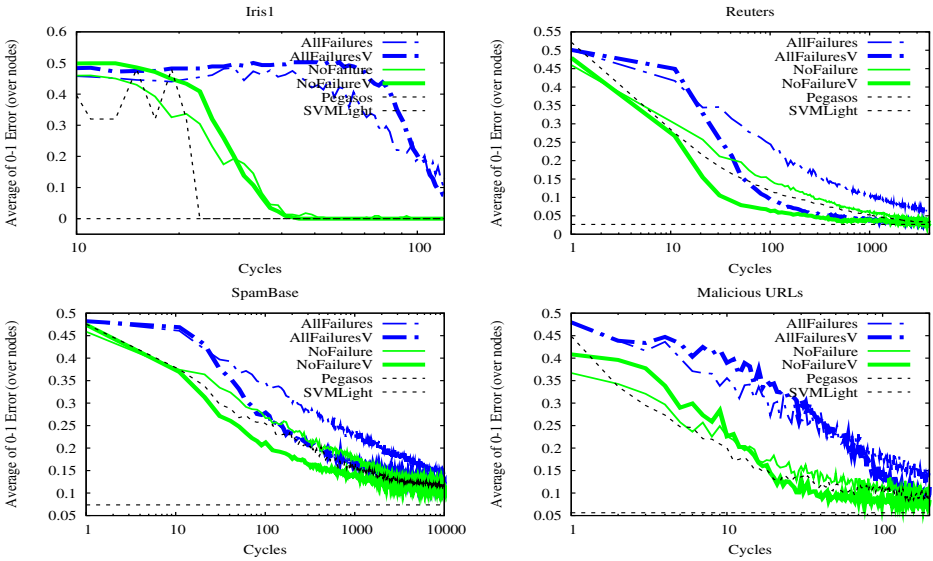 Iris1
Average of 0-1 Error (over nodes)
0.6
0.5
0.4
0.3
0.2
0.1
0
10
100
Cycles
AllFailures
AllFailuresV
NoFailure
NoFailureV
Pegasos
SVMLight
Reuters
Average of 0-1 Error (over nodes)
0.55
0.5
0.45
0.4
0.35
0.3
0.25
0.2
0.15
0.1
0.05
0
1
10
100
1000
Cycles
AllFailures
AllFailuresV
NoFailure
NoFailureV
Pegasos
SVMLight
SpamBase
Average of 0-1 Error (over nodes)
0.5
0.45
0.4
0.35
0.3
0.25
0.2
0.15
0.1
0.05
1
10
100
1000
10000
Cycles
AllFailures
AllFailuresV
NoFailure
NoFailureV
Pegasos
SVMLight
Malicious URLs
Average of 0-1 Error (over nodes)
0.5
0.45
0.4
0.35
0.3
0.25
0.2
0.15
0.1
0.05
1
10
100
Cycles
AllFailures
AllFailuresV
NoFailure
NoFailureV
Pegasos
SVMLight